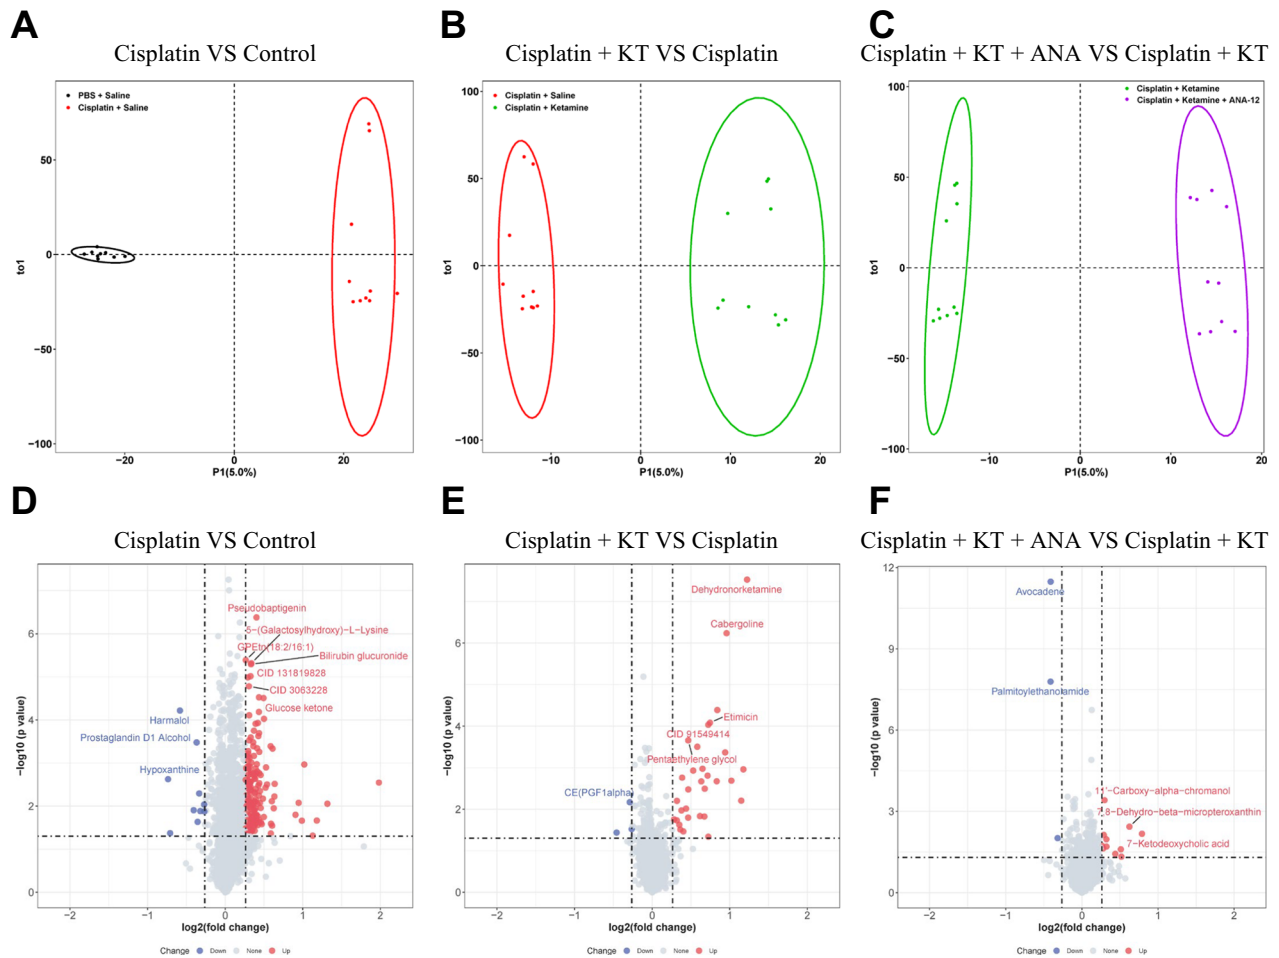 A
Cisplatin VS Control
PBS + Saline
Cisplatin + Saline
50
0
−50
−100
to1
−20
0
20
P1(5.0%)
B
Cisplatin + KT VS Cisplatin
Cisplatin + Saline
Cisplatin + Ketamine
100
50
0
−50
−100
to1
−10
0
10
20
P1(5.0%)
C
Cisplatin + KT + ANA VS Cisplatin + KT
Cisplatin + Ketamine
Cisplatin + Ketamine + ANA-12
100
50
0
−50
−100
to1
−10
0
10
20
P1(5.0%)
D
Cisplatin VS Control
Pseudobaptigenin
5−(Galactosylhydroxy)−L−Lysine
GPEtn(18:2/16:1)
Bilirubin glucuronide
CID 131819828
CID 3063228
Glucose ketone
Harmalol
Prostaglandin D1 Alcohol
Hypoxanthine
6
4
2
0
−log10 (p value)
−2
−1
0
1
2
log2(fold change)
Change Down None Up
E
Cisplatin + KT VS Cisplatin
Dehydronorketamine
Cabergoline
Etimicin
CID 91549414
Pentaethylene glycol
CE(PGF1alpha)
6
4
2
0
−log10 (p value)
−2
−1
0
1
2
log2(fold change)
Change Down None Up
F
Cisplatin + KT + ANA VS Cisplatin + KT
Avocadene
Palmitoylethanolamide
11'−Carboxy−alpha−chromanol
7,8−Dehydro−beta−micropteroxanthin
7−Ketodeoxycholic acid
12
9
6
3
0
−log10 (p value)
−2
−1
0
1
2
log2(fold change)
Change Down None Up